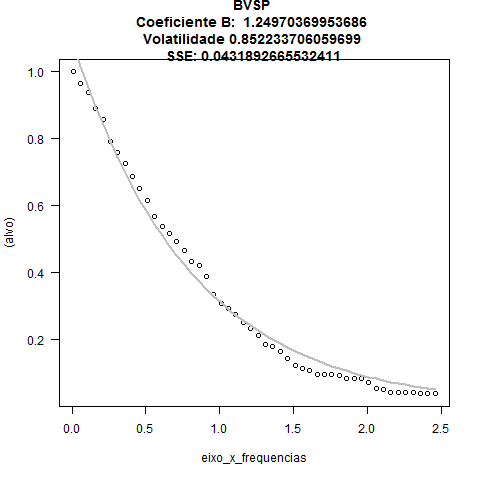 BVSP
Coeficiente B:  1.24970369953686
Volatilidade 0.852233706059699
SSE: 0.0431892665532411
(alvo)
1.0
0.8
0.6
0.4
0.2
0.0 0.5 1.0 1.5 2.0 2.5
eixo_x_frequencias